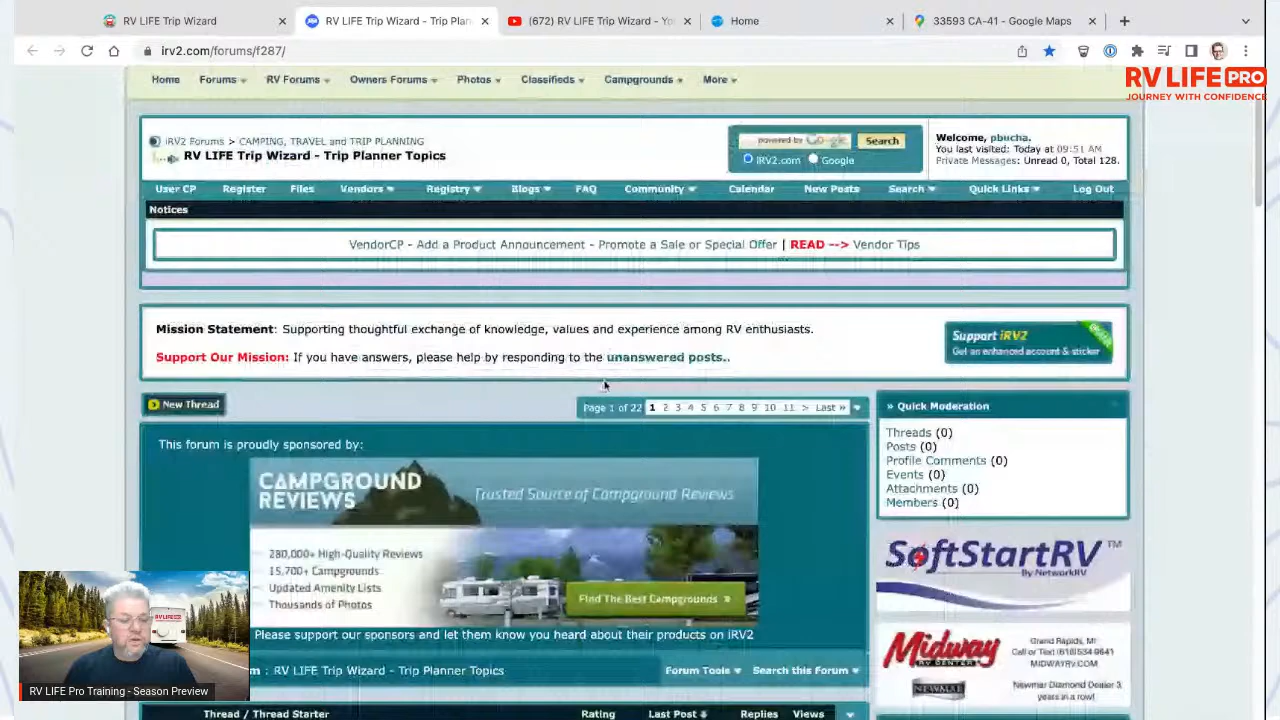 RV LIFE Trip Wizard
RV LIFE Trip Wizard - Trip Plan
(672) RV LIFE Trip Wizard - Yo
Home
33593 CA-41 - Google Maps
irv2.com/forums/f287/
RV LIFE PRO
JOURNEY WITH CONFIDENCE
Home Forums RV Forums Owners Forums Photos Classifieds Campgrounds More
iRV2 Forums > CAMPING, TRAVEL and TRIP PLANNING
RV LIFE Trip Wizard - Trip Planner Topics
powered by Google Search
IRV2.com Google
Welcome, pbucha.
You last visited: Today at 09:51 AM
Private Messages: Unread 0, Total 128.
User CP Register Files Vendors Registry Blogs FAQ Community Calendar New Posts Search Quick Links Log Out
Notices
VendorCP - Add a Product Announcement - Promote a Sale or Special Offer | READ --> Vendor Tips
Mission Statement: Supporting thoughtful exchange of knowledge, values and experience among RV enthusiasts.
Support Our Mission: If you have answers, please help by responding to the unanswered posts..
Support iRV2
Get an enhanced account & sticker
New Thread
Page 1 of 22 1 2 3 4 5 6 7 8 9 10 11 > Last »
» Quick Moderation
Threads (0)
Posts (0)
Profile Comments (0)
Events (0)
Attachments (0)
Members (0)
This forum is proudly sponsored by:
CAMPGROUND
REVIEWS
Trusted Source of Campground Reviews
280,000+ High-Quality Reviews
15,700+ Campgrounds
Updated Amenity Lists
Thousands of Photos
Find The Best Campgrounds »
SoftStartRV™
By NetworkRV
Midway
RV CENTER
NEWMAR
Grand Rapids, MI
Call or Text (616)534-9641
MIDWAYRV.COM
Newmar Diamond Dealer 3
years in a row!
Please support our sponsors and let them know you heard about their products on iRV2
m : RV LIFE Trip Wizard - Trip Planner Topics
Forum Tools Search this Forum
Thread / Thread Starter Rating Last Post Replies Views
RV LIFE PRO
RV LIFE Pro Training - Season Preview